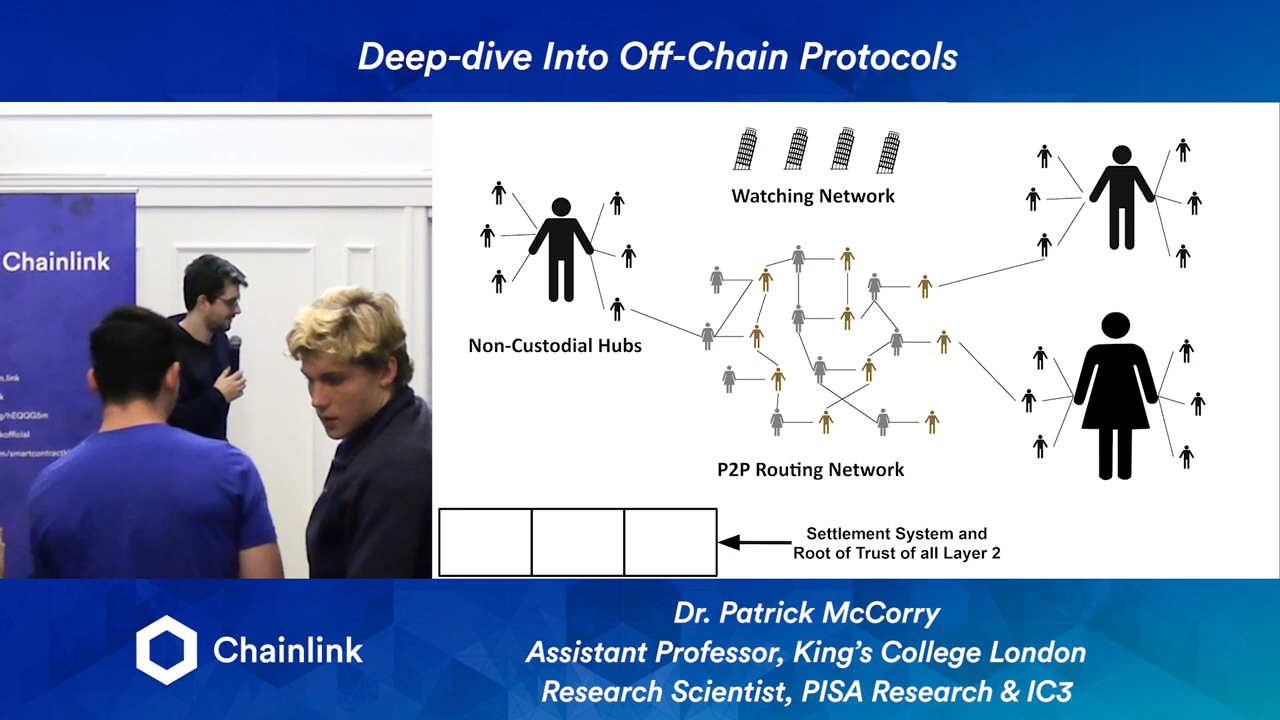 Deep-dive Into Off-Chain Protocols
Chainlink
kofficial
Watching Network
Non-Custodial Hubs
P2P Routing Network
Settlement System and
Root of Trust of all Layer 2
Chainlink
Dr. Patrick McCorry
Assistant Professor, King's College London
Research Scientist, PISA Research & IC3